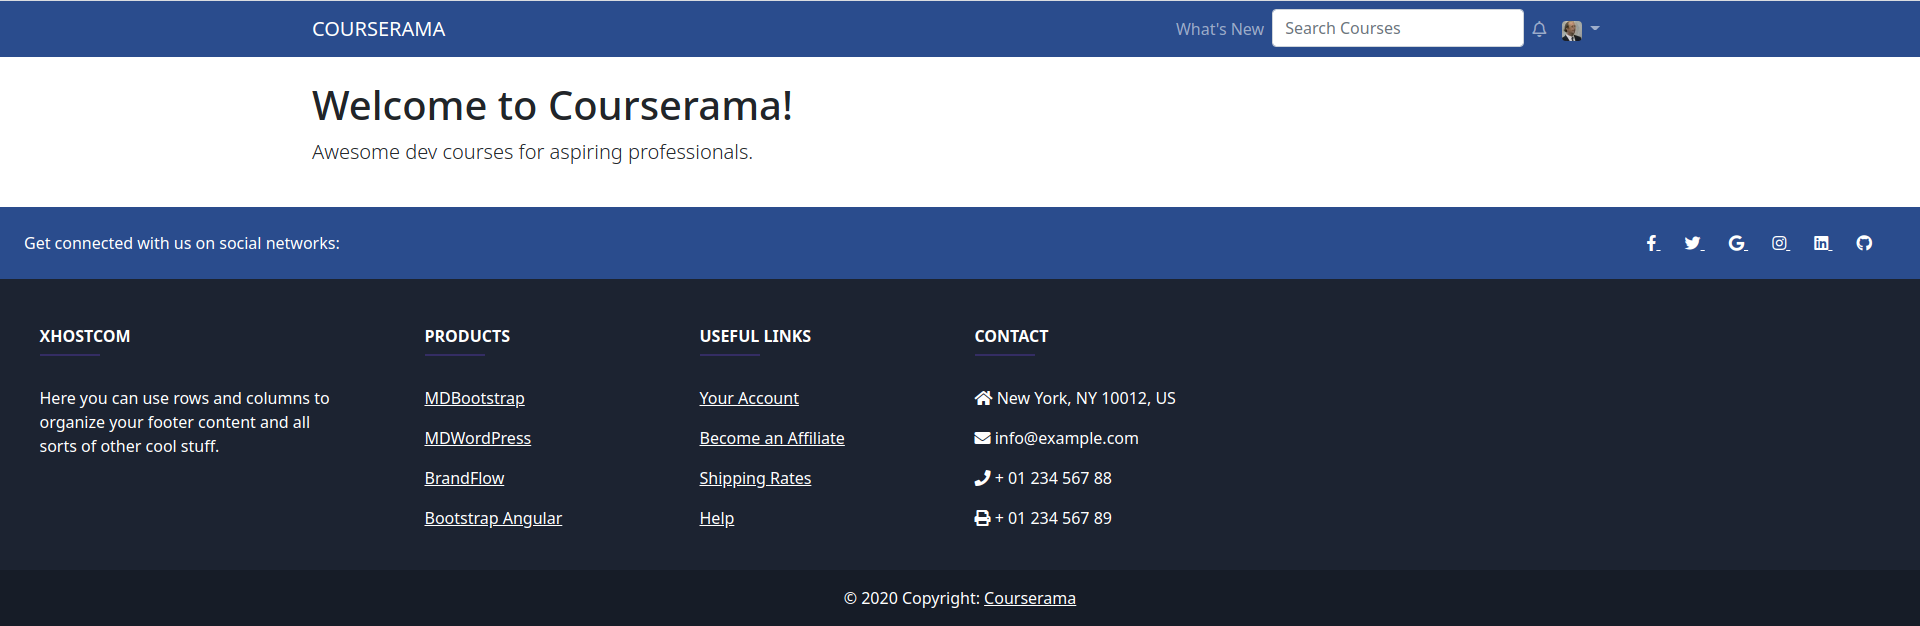 COURSERAMA What's New Search Courses
Welcome to Courserama!
Awesome dev courses for aspiring professionals.
Get connected with us on social networks:
XHOSTCOM
Here you can use rows and columns to
organize your footer content and all
sorts of other cool stuff.
PRODUCTS
MDBootstrap
MDWordPress
BrandFlow
Bootstrap Angular
USEFUL LINKS
Your Account
Become an Affiliate
Shipping Rates
Help
CONTACT
New York, NY 10012, US
info@example.com
+ 01 234 567 88
+ 01 234 567 89
© 2020 Copyright: Courserama